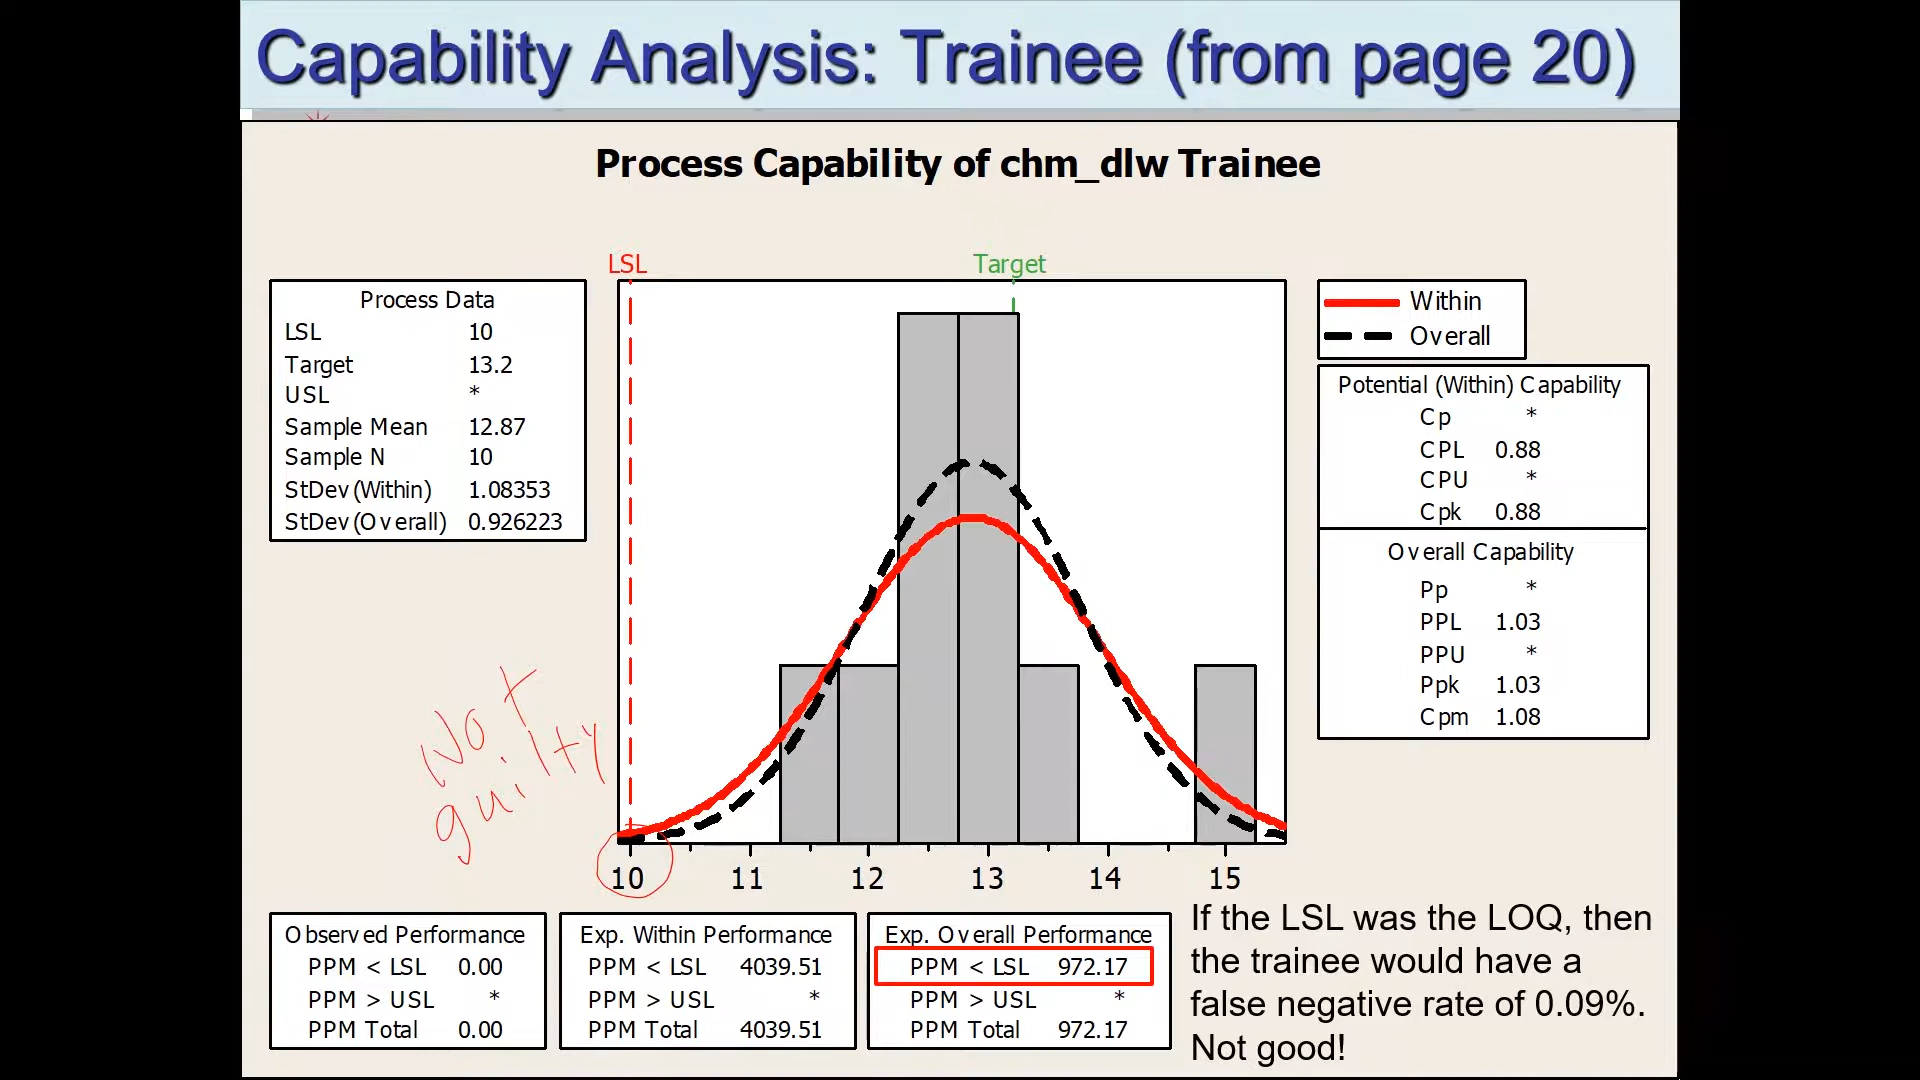 Capability Analysis: Trainee (from page 20)
Process Capability of chm_dlw Trainee
LSL
Target
Process Data
LSL 10
Target 13.2
USL *
Sample Mean 12.87
Sample N 10
StDev(Within) 1.08353
StDev(Overall) 0.926223
Within
Overall
Potential (Within) Capability
Cp *
CPL 0.88
CPU *
Cpk 0.88
Overall Capability
Pp *
PPL 1.03
PPU *
Ppk 1.03
Cpm 1.08
Not
guilty
10 11 12 13 14 15
Observed Performance
PPM < LSL 0.00
PPM > USL *
PPM Total 0.00
Exp. Within Performance
PPM < LSL 4039.51
PPM > USL *
PPM Total 4039.51
Exp. Overall Performance
PPM < LSL 972.17
PPM > USL *
PPM Total 972.17
If the LSL was the LOQ, then
the trainee would have a
false negative rate of 0.09%.
Not good!